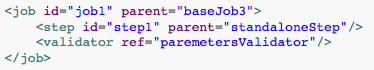 <job id="job1" parent="baseJob3">
    <step id="step1" parent="standaloneStep"/>
    <validator ref="paremetersValidator"/>
</job>